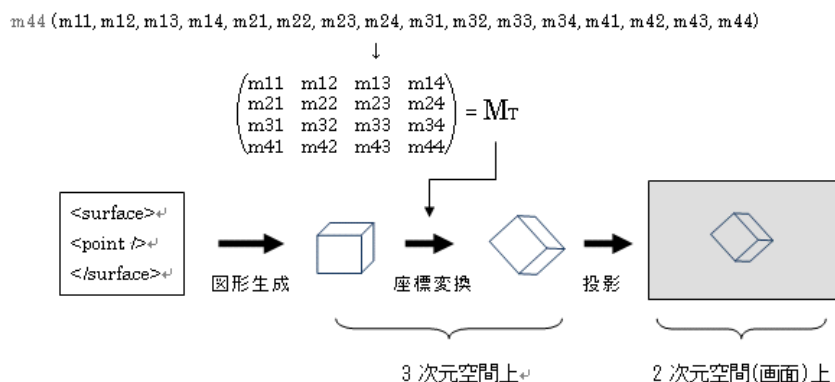 m44 (m11, m12, m13, m14, m21, m22, m23, m24, m31, m32, m33, m34, m41, m42, m43, m44)
↓
m11 m12 m13 m14
m21 m22 m23 m24
m31 m32 m33 m34
m41 m42 m43 m44
= MT
<surface>↵
<point />↵
</surface>↵
図形生成
座標変換
投影
3 次元空間上↵
2 次元空間(画面)上